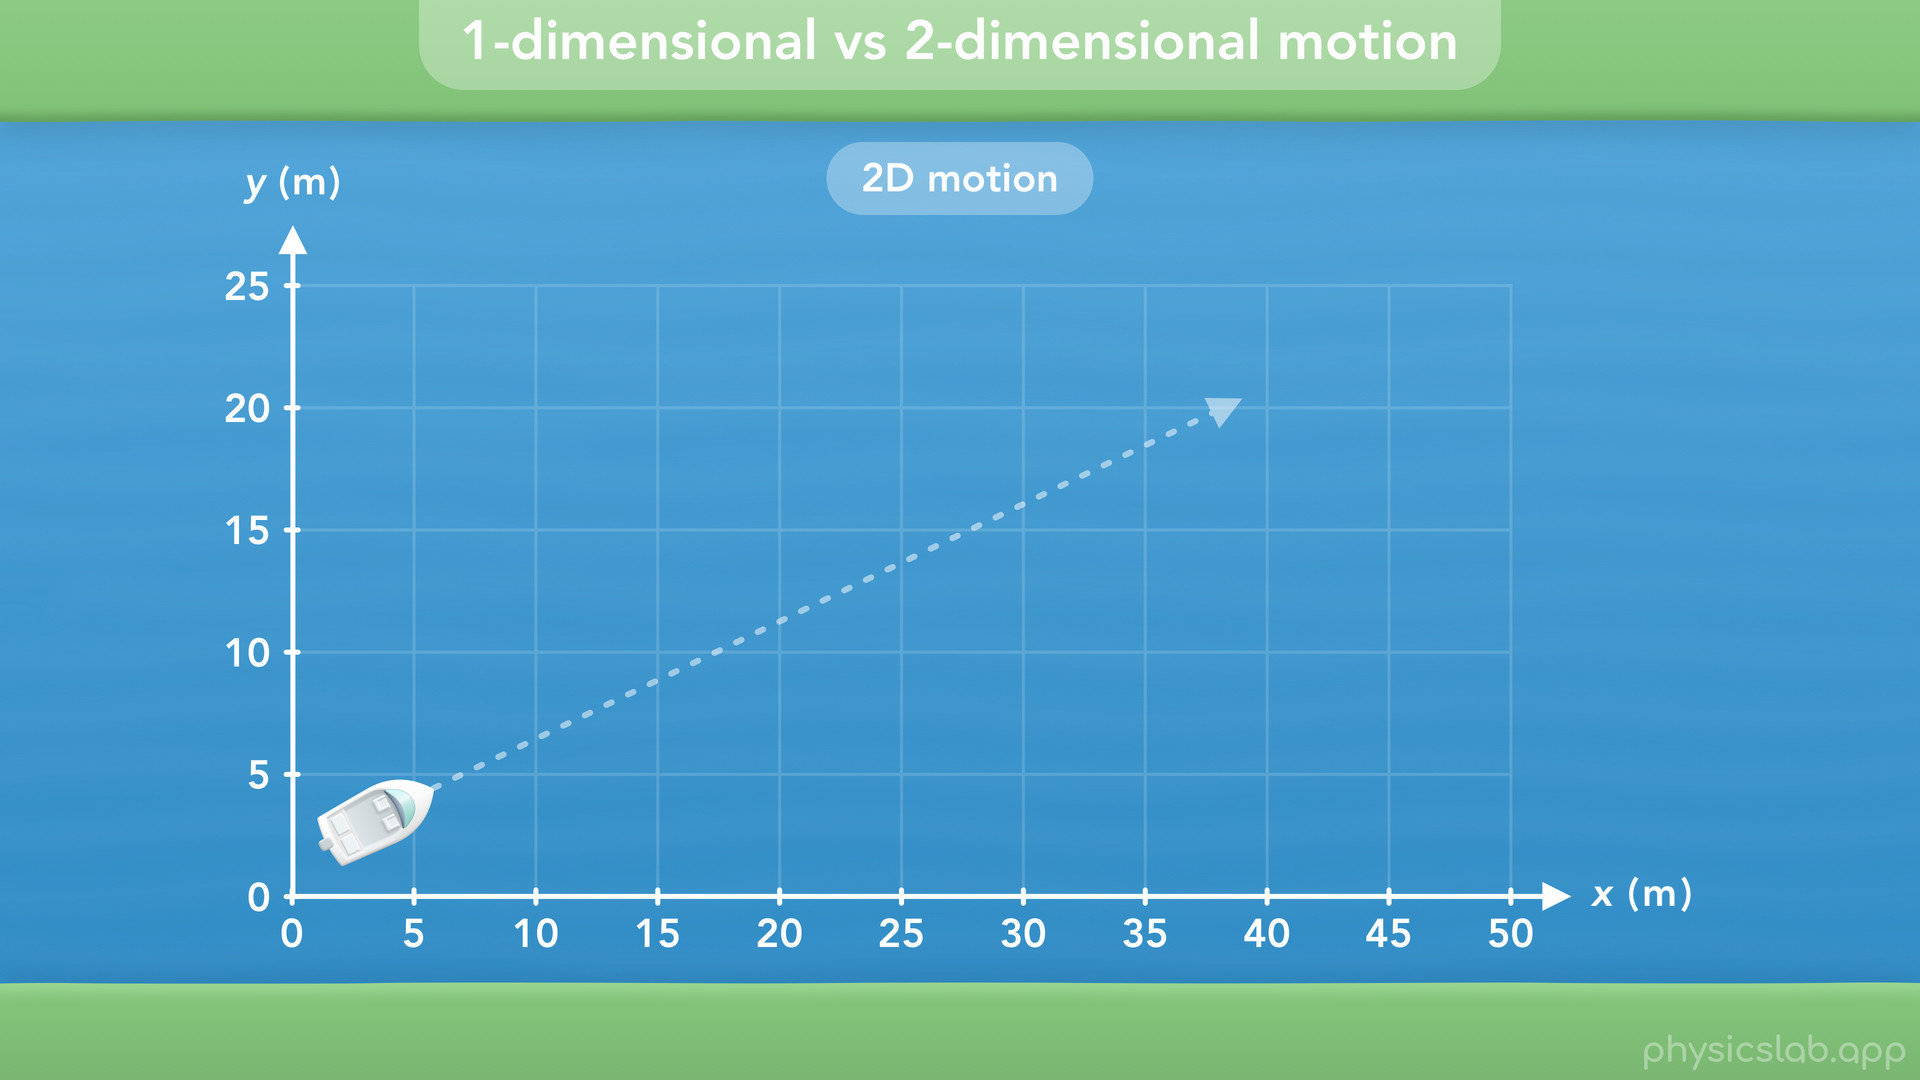 1-dimensional vs 2-dimensional motion
2D motion
y (m)
25
20
15
10
5
0
0 5 10 15 20 25 30 35 40 45 50
x (m)
physicslab.app